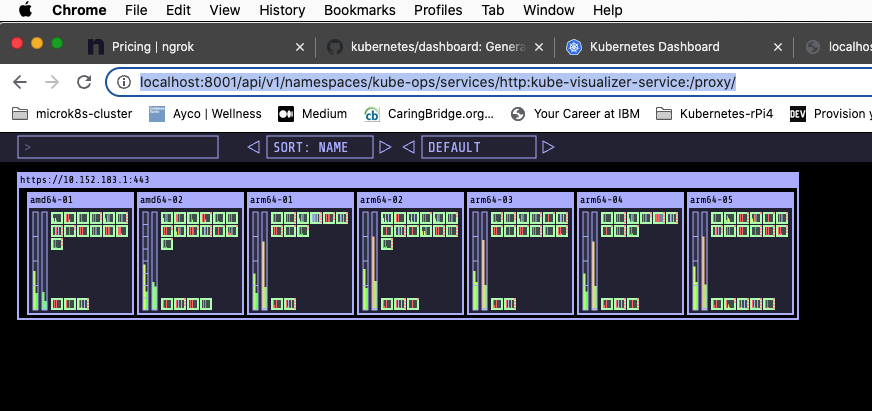 Chrome File Edit View History Bookmarks Profiles Tab Window Help
Pricing | ngrok kubernetes/dashboard: Genera Kubernetes Dashboard localhos
localhost:8001/api/v1/namespaces/kube-ops/services/http:kube-visualizer-service:/proxy/
microk8s-cluster Ayco | Wellness Medium CaringBridge.org... Your Career at IBM Kubernetes-rPi4 DEV Provision y
> SORT: NAME DEFAULT
https://10.152.183.1:443
amd64-01 amd64-02 arm64-01 arm64-02 arm64-03 arm64-04 arm64-05